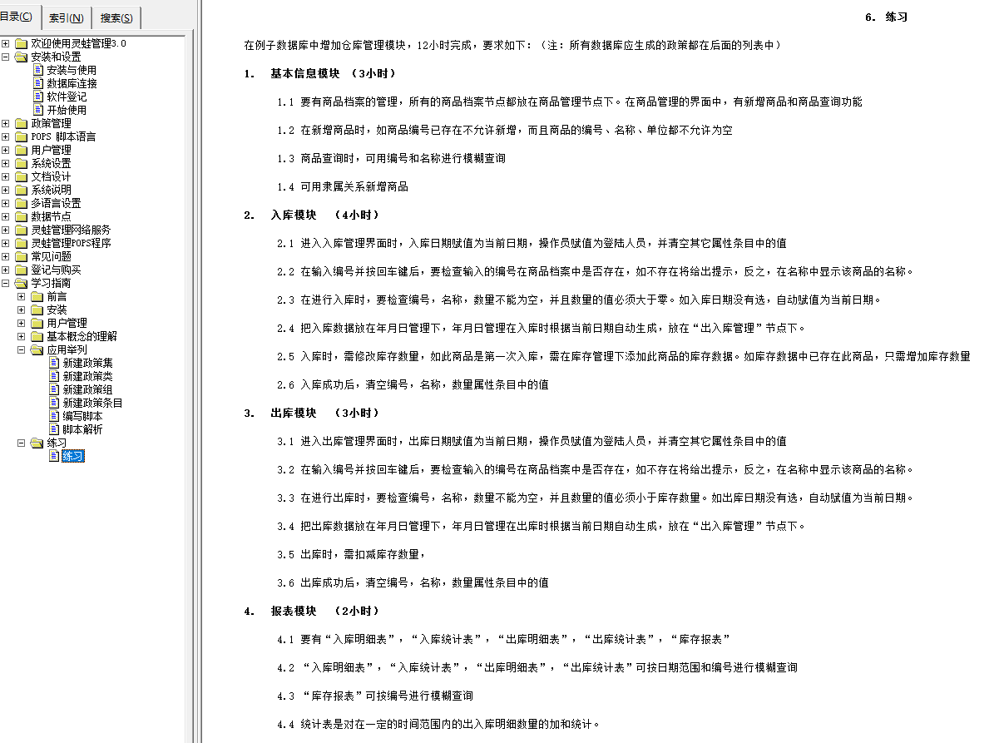 目录(C)
索引(N)
搜索(S)
欢迎使用灵蛙管理3.0
安装和设置
安装与使用
数据库连接
软件登记
开始使用
政策管理
POPS 脚本语言
用户管理
系统设置
文档设计
系统说明
多语言设置
数据节点
灵蛙管理网络服务
灵蛙管理POPS程序
常见问题
登记与购买
学习指南
前言
安装
用户管理
基本概念的理解
应用举列
新建政策集
新建政策类
新建政策组
新建政策条目
编写脚本
脚本解析
练习
练习
6. 练习
在例子数据库中增加仓库管理模块，12小时完成，要求如下：（注：所有数据库应生成的政策都在后面的列表中）
1. 基本信息模块 （3小时）
1.1 要有商品档案的管理，所有的商品档案节点都放在商品管理节点下。在商品管理的界面中，有新增商品和商品查询功能
1.2 在新增商品时，如商品编号已存在不允许新增，而且商品的编号、名称、单位都不允许为空
1.3 商品查询时，可用编号和名称进行模糊查询
1.4 可用隶属关系新增商品
2. 入库模块 （4小时）
2.1 进入入库管理界面时，入库日期赋值为当前日期，操作员赋值为登陆人员，并清空其它属性条目中的值
2.2 在输入编号并按回车键后，要检查输入的编号在商品档案中是否存在，如不存在将给出提示，反之，在名称中显示该商品的名称。
2.3 在进行入库时，要检查编号，名称，数量不能为空，并且数量的值必须大于零。如入库日期没有选，自动赋值为当前日期。
2.4 把入库数据放在年月日管理下，年月日管理在入库时根据当前日期自动生成，放在“出入库管理”节点下。
2.5 入库时，需修改库存数量，如此商品是第一次入库，需在库存管理下添加此商品的库存数据。如库存数据中已存在此商品，只需增加库存数量
2.6 入库成功后，清空编号，名称，数量属性条目中的值
3. 出库模块 （3小时）
3.1 进入出库管理界面时，出库日期赋值为当前日期，操作员赋值为登陆人员，并清空其它属性条目中的值
3.2 在输入编号并按回车键后，要检查输入的编号在商品档案中是否存在，如不存在将给出提示，反之，在名称中显示该商品的名称。
3.3 在进行出库时，要检查编号，名称，数量不能为空，并且数量的值必须小于库存数量。如出库日期没有选，自动赋值为当前日期。
3.4 把出库数据放在年月日管理下，年月日管理在出库时根据当前日期自动生成，放在“出入库管理”节点下。
3.5 出库时，需扣减库存数量，
3.6 出库成功后，清空编号，名称，数量属性条目中的值
4. 报表模块 （2小时）
4.1 要有“入库明细表”，“入库统计表”，“出库明细表”，“出库统计表”，“库存报表”
4.2 “入库明细表”，“入库统计表”，“出库明细表”，“出库统计表”可按日期范围和编号进行模糊查询
4.3 “库存报表”可按编号进行模糊查询
4.4 统计表是对在一定的时间范围内的出入库明细数量的加和统计。